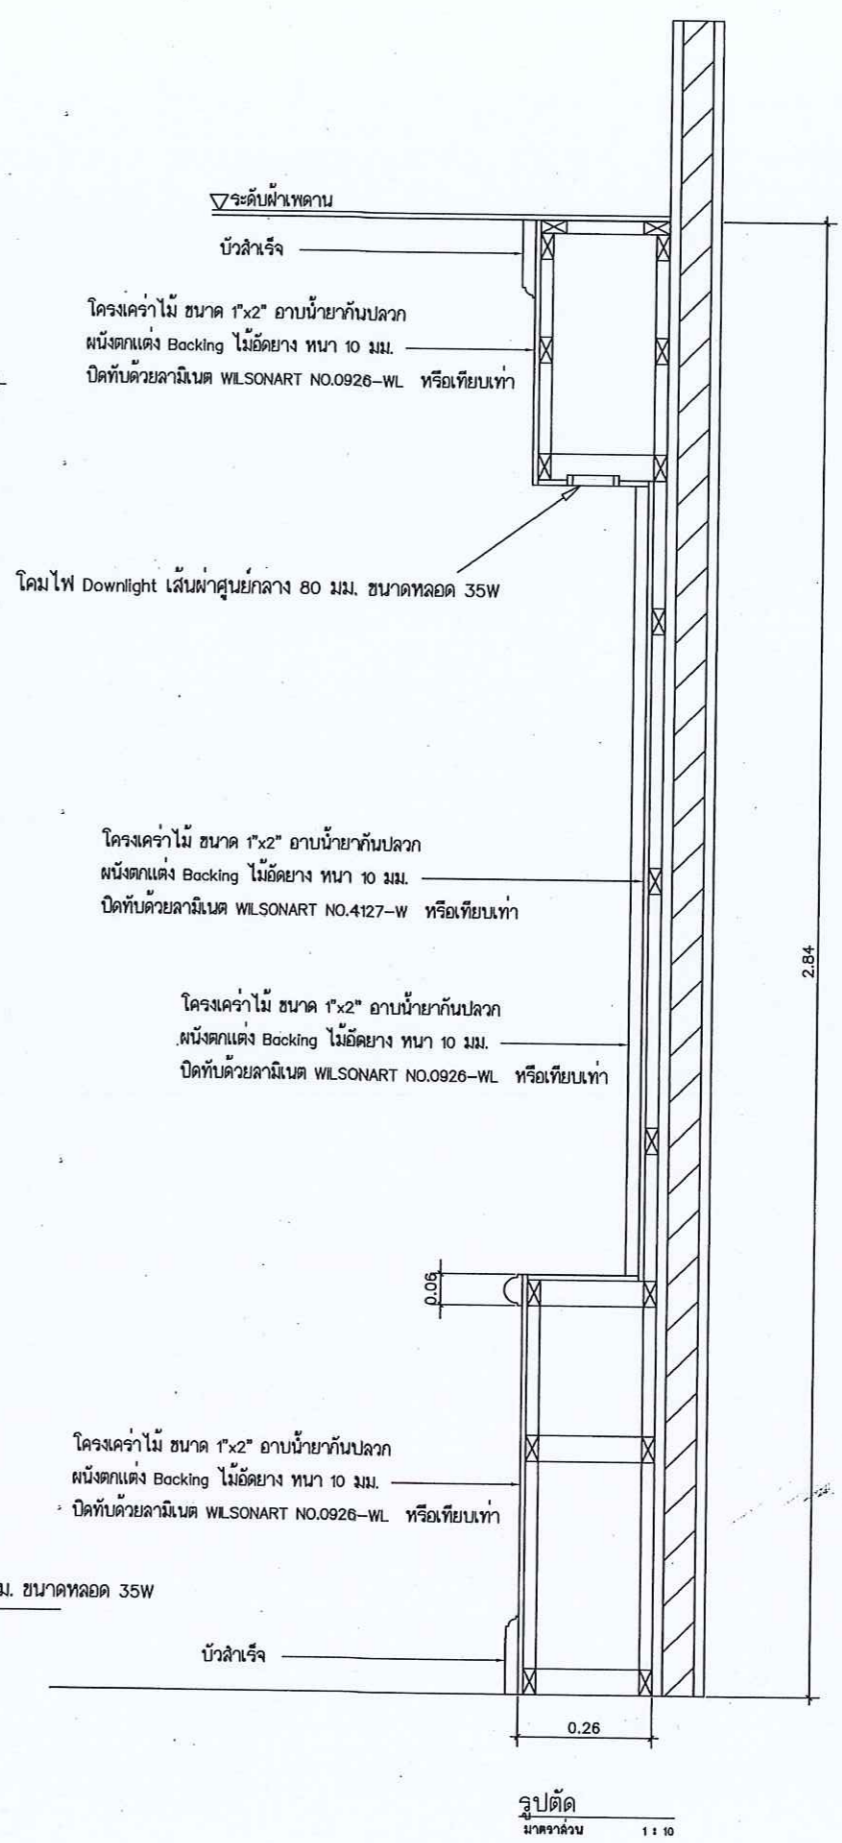 ระดับฝ้าเพดาน
บัวสำเร็จ
โครงเคร่าไม้ ขนาด 1"x2" อาบน้ำยากันปลวก
ผนังตกแต่ง Backing ไม้อัดยาง หนา 10 มม.
ปิดทับด้วยลามิเนต WILSONART NO.0926-WL หรือเทียบเท่า
โคมไฟ Downlight เส้นผ่าศูนย์กลาง 80 มม. ขนาดหลอด 35W
โครงเคร่าไม้ ขนาด 1"x2" อาบน้ำยากันปลวก
ผนังตกแต่ง Backing ไม้อัดยาง หนา 10 มม.
ปิดทับด้วยลามิเนต WILSONART NO.4127-W หรือเทียบเท่า
2.84
โครงเคร่าไม้ ขนาด 1"x2" อาบน้ำยากันปลวก
ผนังตกแต่ง Backing ไม้อัดยาง หนา 10 มม.
ปิดทับด้วยลามิเนต WILSONART NO.0926-WL หรือเทียบเท่า
0.06
โครงเคร่าไม้ ขนาด 1"x2" อาบน้ำยากันปลวก
ผนังตกแต่ง Backing ไม้อัดยาง หนา 10 มม.
ปิดทับด้วยลามิเนต WILSONART NO.0926-WL หรือเทียบเท่า
ม. ขนาดหลอด 35W
บัวสำเร็จ
0.26
รูปตัด
มาตราส่วน 1 : 10